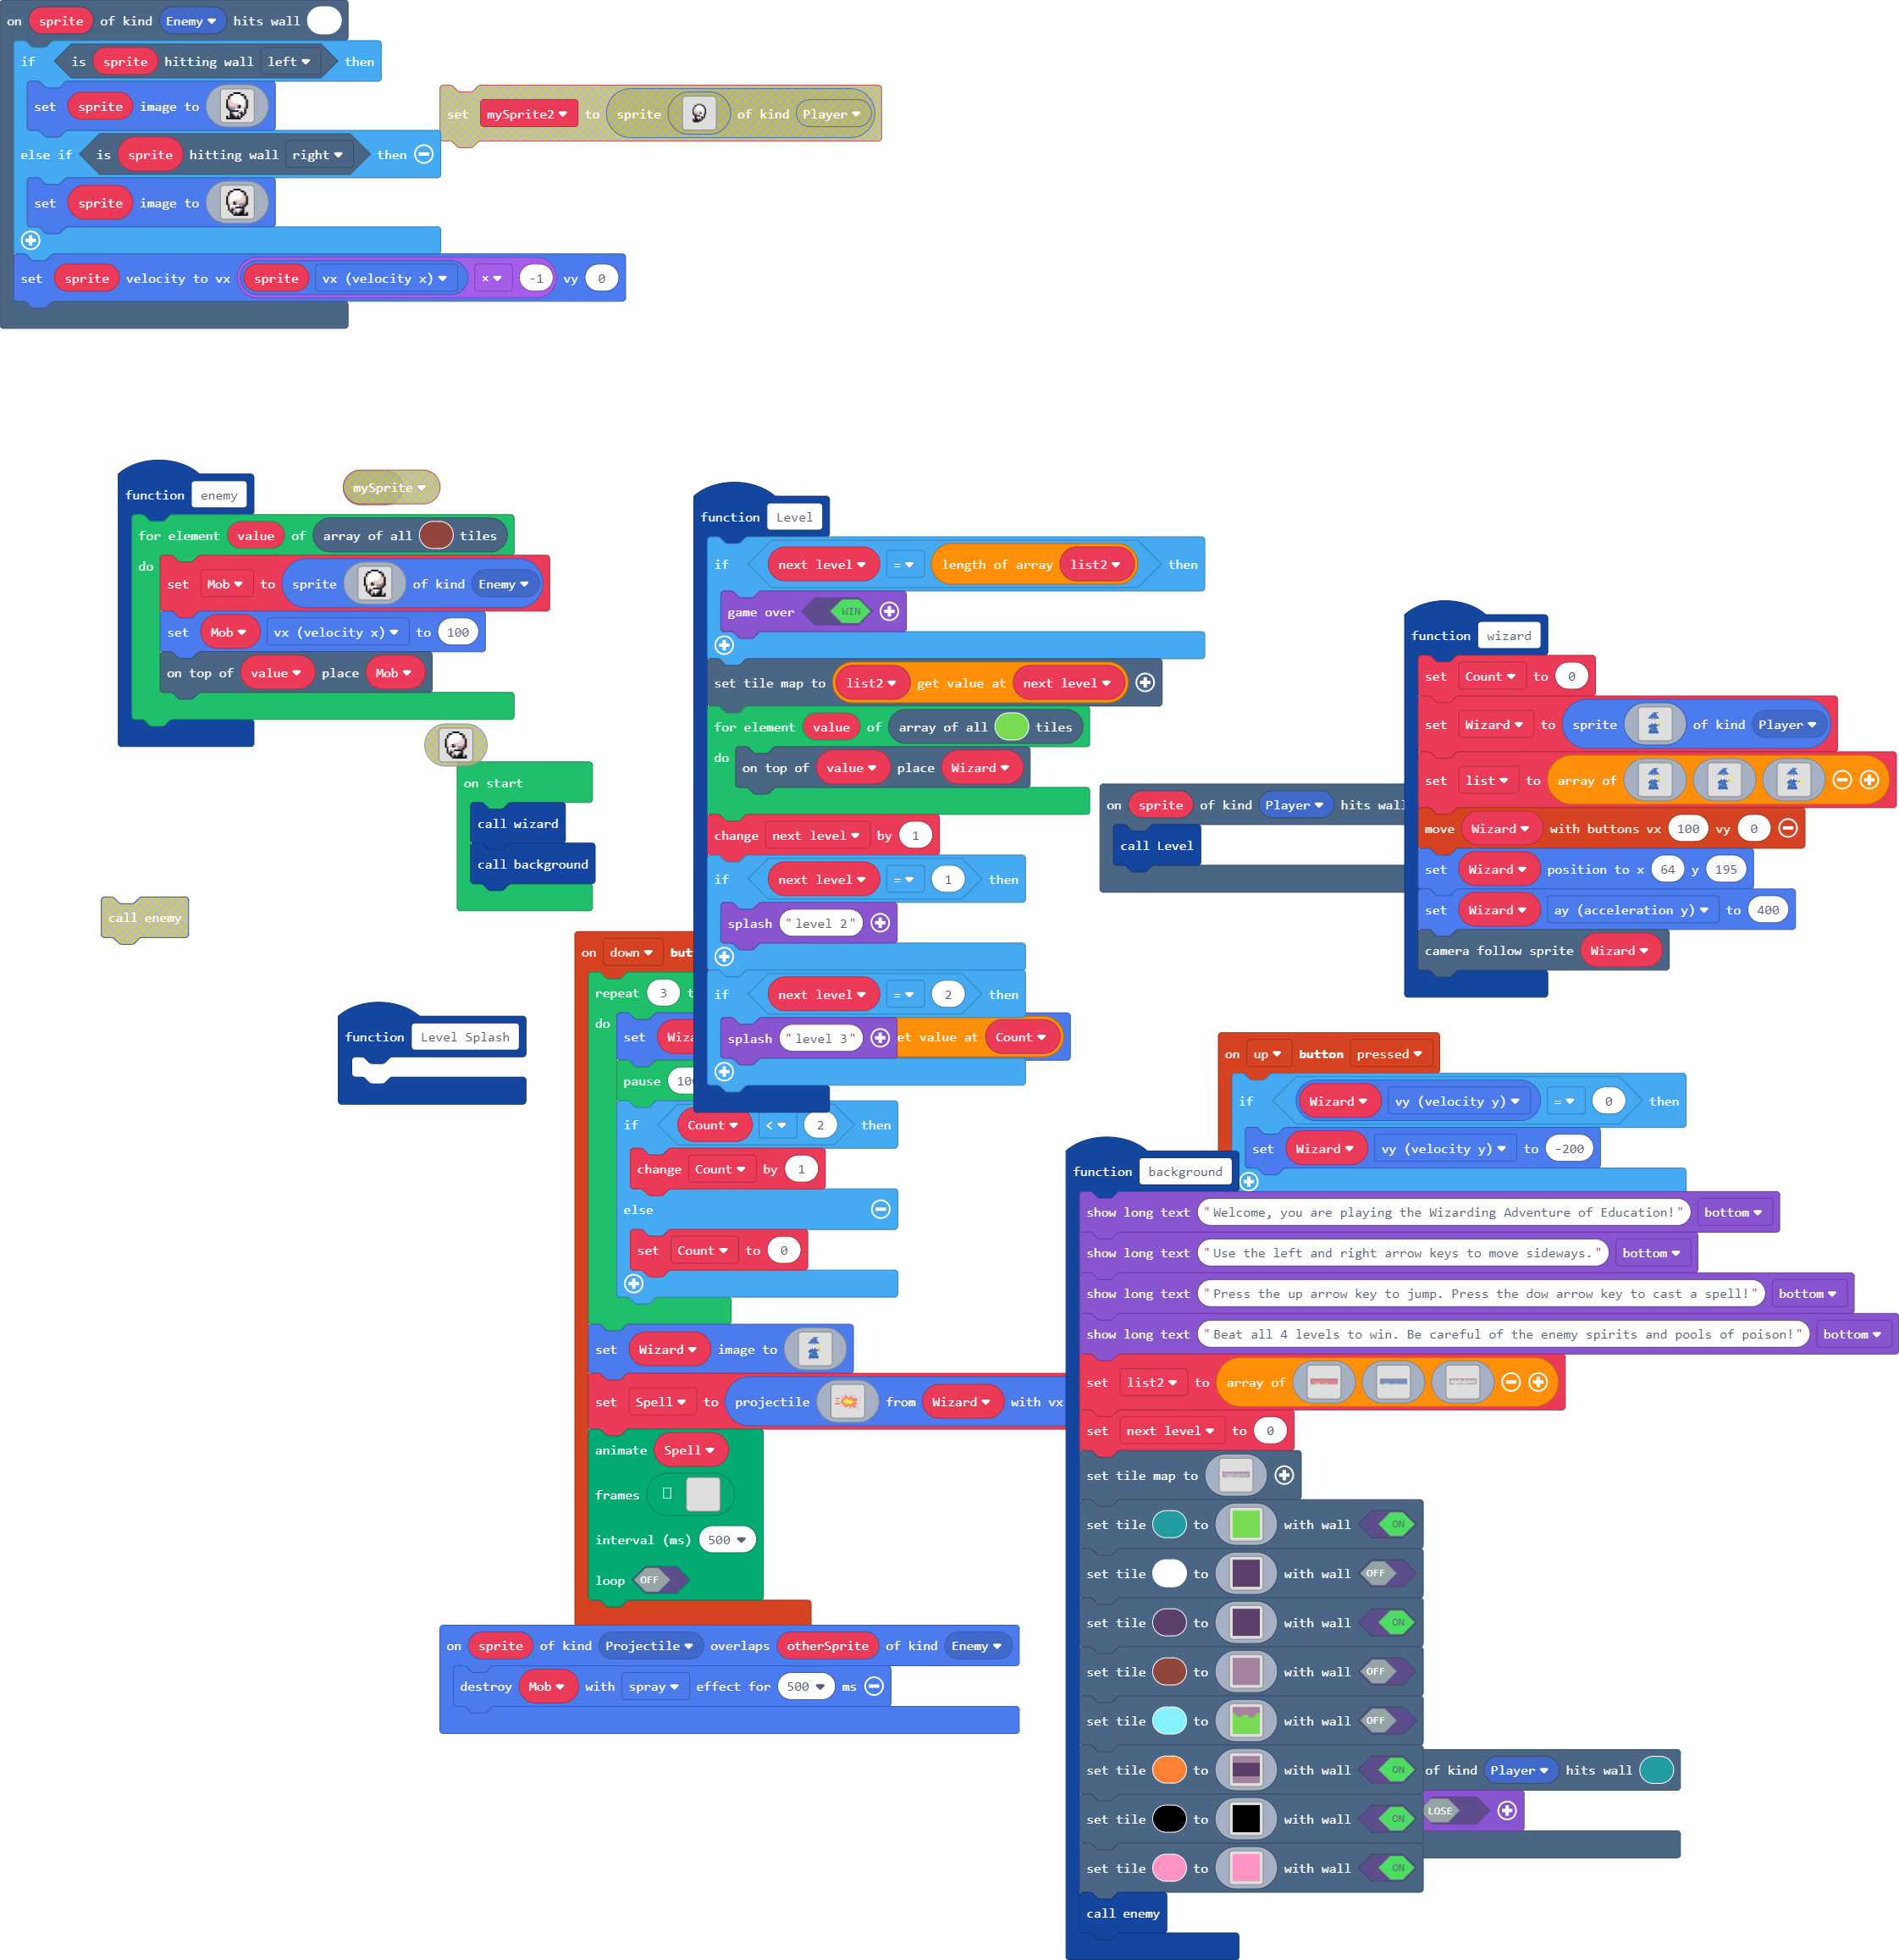 on sprite of kind Enemy hits wall
if is sprite hitting wall left then
set sprite image to
else if is sprite hitting wall right then
set sprite image to
set sprite velocity to vx sprite vx (velocity x) × -1 vy 0
set mySprite2 to sprite of kind Player
function enemy
mySprite
for element value of array of all tiles
do
set Mob to sprite of kind Enemy
set Mob vx (velocity x) to 100
on top of value place Mob
on start
call wizard
call background
call enemy
function Level Splash
function Level
if next level = length of array list2 then
game over WIN
set tile map to list2 get value at next level
for element value of array of all tiles
do
on top of value place Wizard
change next level by 1
if next level = 1 then
splash "level 2"
if next level = 2 then
splash "level 3"
on sprite of kind Player hits wall
call Level
function wizard
set Count to 0
set Wizard to sprite of kind Player
set list to array of
move Wizard with buttons vx 100 vy 0
set Wizard position to x 64 y 195
set Wizard ay (acceleration y) to 400
camera follow sprite Wizard
on down
repeat 3
do
set
value at Count
pause
if Count < 2 then
change Count by 1
else
set Count to 0
set Wizard image to
set Spell to projectile from Wizard with vx
animate Spell
frames
interval (ms) 500
loop OFF
on sprite of kind Projectile overlaps otherSprite of kind Enemy
destroy Mob with spray effect for 500 ms
on up button pressed
if Wizard vy (velocity y) = 0 then
set Wizard vy (velocity y) to -200
function background
show long text "Welcome, you are playing the Wizarding Adventure of Education!" bottom
show long text "Use the left and right arrow keys to move sideways." bottom
show long text "Press the up arrow key to jump. Press the dow arrow key to cast a spell!" bottom
show long text "Beat all 4 levels to win. Be careful of the enemy spirits and pools of poison!" bottom
set list2 to array of
set next level to 0
set tile map to
set tile to with wall ON
set tile to with wall OFF
set tile to with wall ON
set tile to with wall OFF
set tile to with wall OFF
set tile to with wall ON
set tile to with wall ON
set tile to with wall ON
call enemy
of kind Player hits wall
LOSE